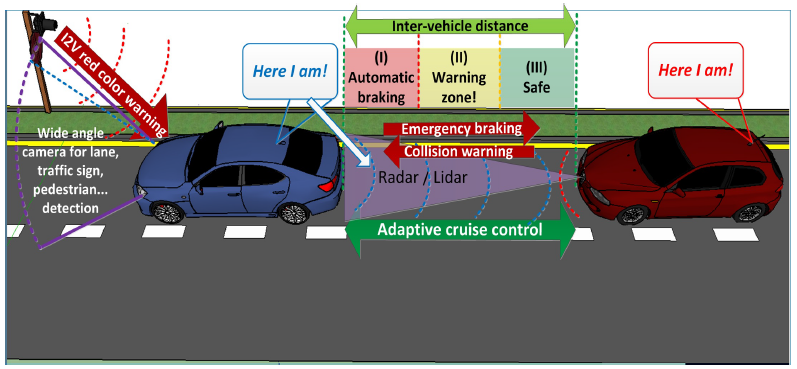 Inter-vehicle distance
I2V red color warning
Here I am!
(I)
Automatic
braking
(II)
Warning
zone!
(III)
Safe
Here I am!
Emergency braking
Collision warning
Wide angle
camera for lane,
traffic sign,
pedestrian...
detection
Radar / Lidar
Adaptive cruise control